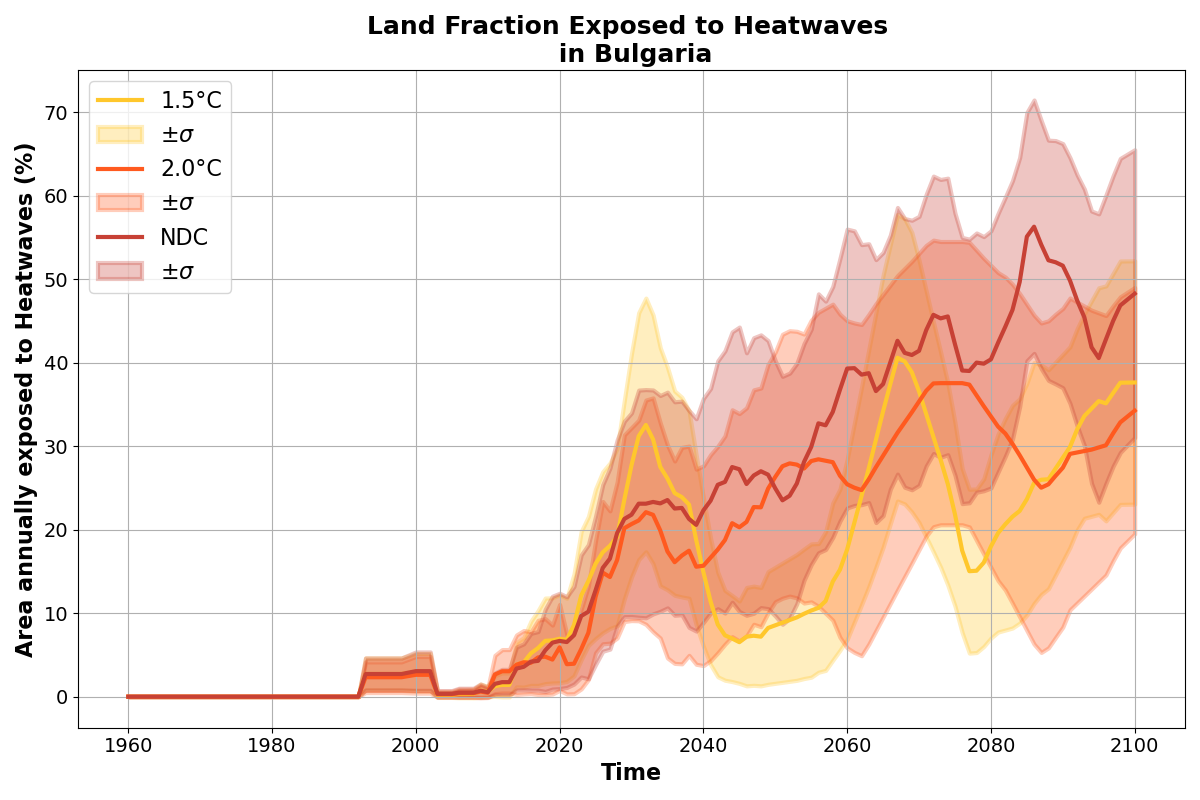 Land Fraction Exposed to Heatwaves
in Bulgaria
Area annually exposed to Heatwaves (%)
70
60
50
40
30
20
10
0
1.5°C
±σ
2.0°C
±σ
NDC
±σ
1960
1980
2000
2020
2040
2060
2080
2100
Time